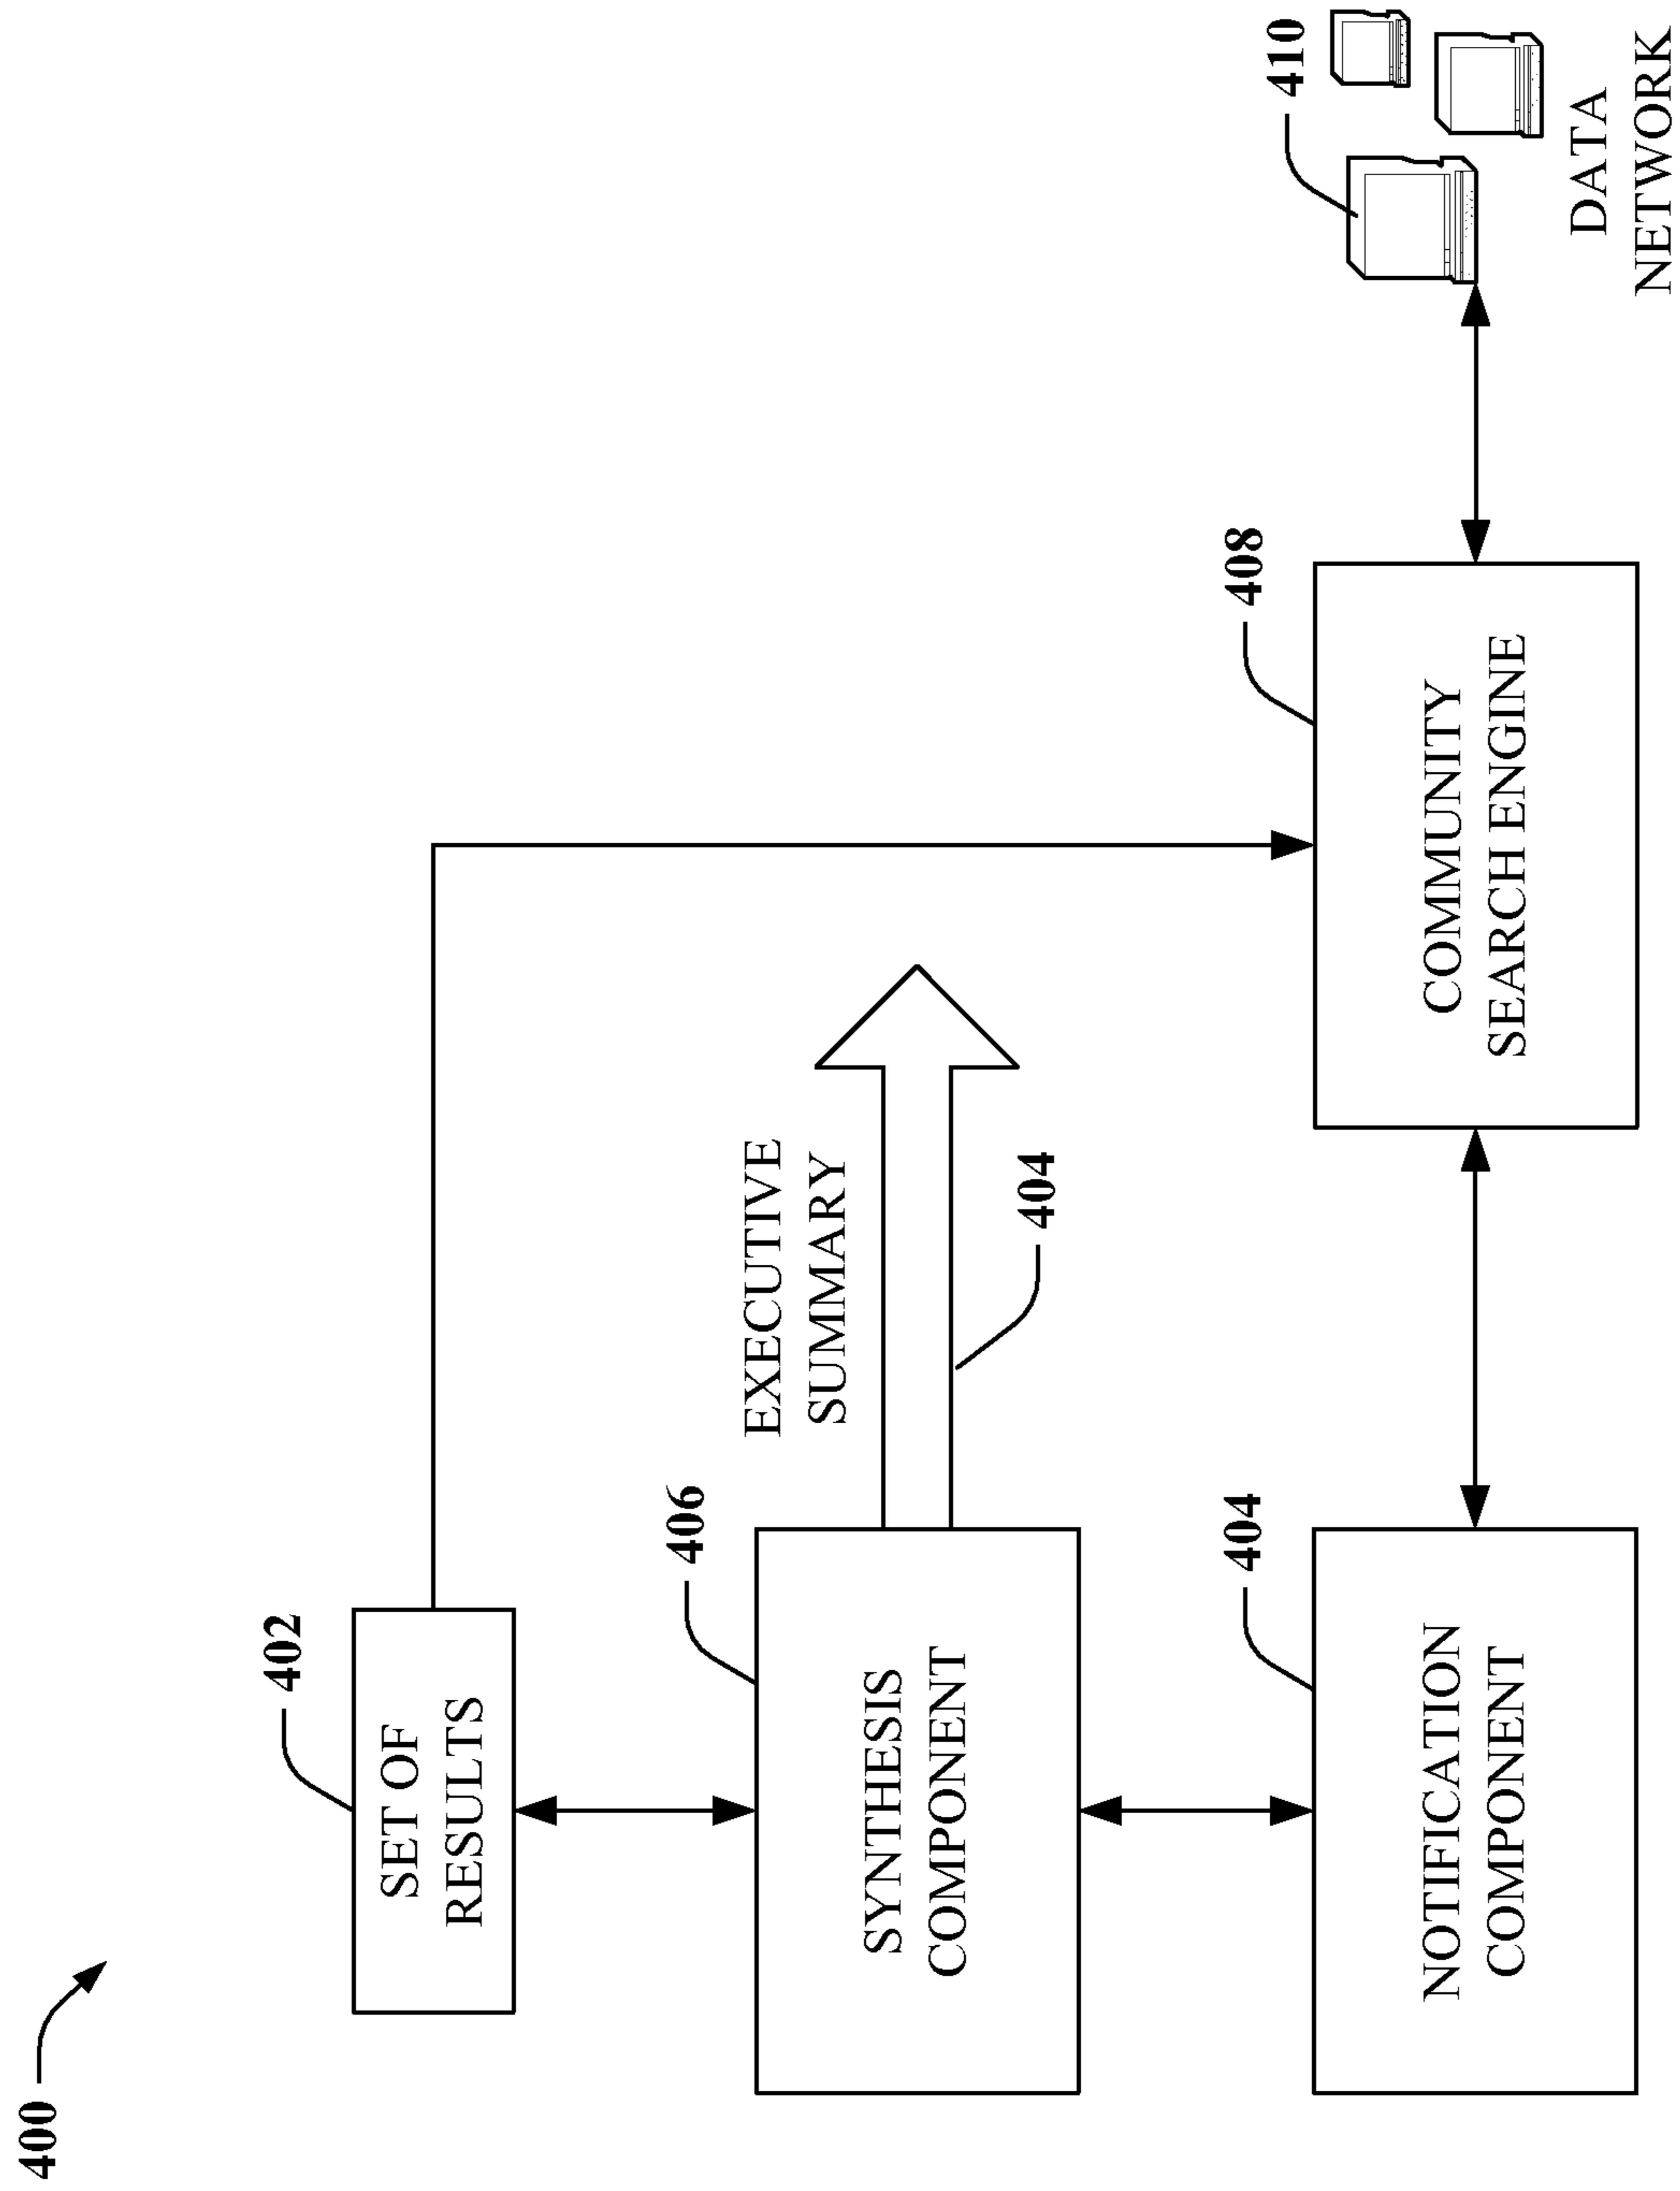 400
402
SET OF
RESULTS
406
SYNTHESIS
COMPONENT
EXECUTIVE
SUMMARY
404
404
NOTIFICATION
COMPONENT
408
COMMUNITY
SEARCH ENGINE
410
DATA
NETWORK